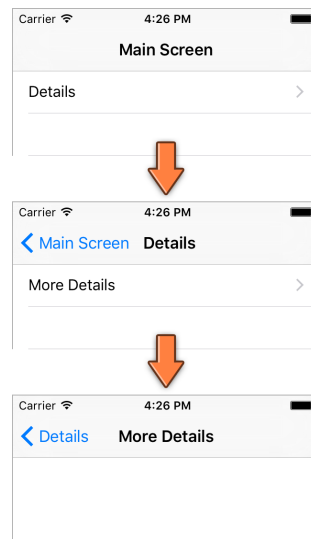 Carrier 4:26 PM
Main Screen
Details
Carrier 4:26 PM
Main Screen Details
More Details
Carrier 4:26 PM
Details More Details